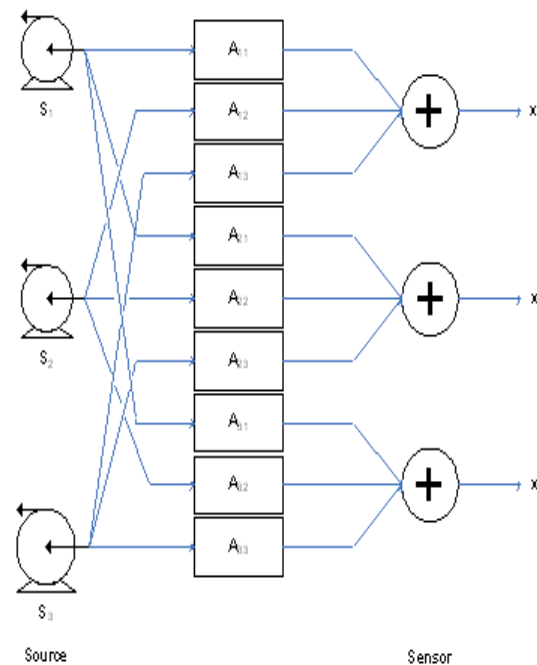 A₁₁
S₁
A₁₂
+
x
A₁₃
A₂₁
S₂
A₂₂
+
x
A₂₃
A₃₁
A₃₂
+
x
A₃₃
S₃
Source
Sensor